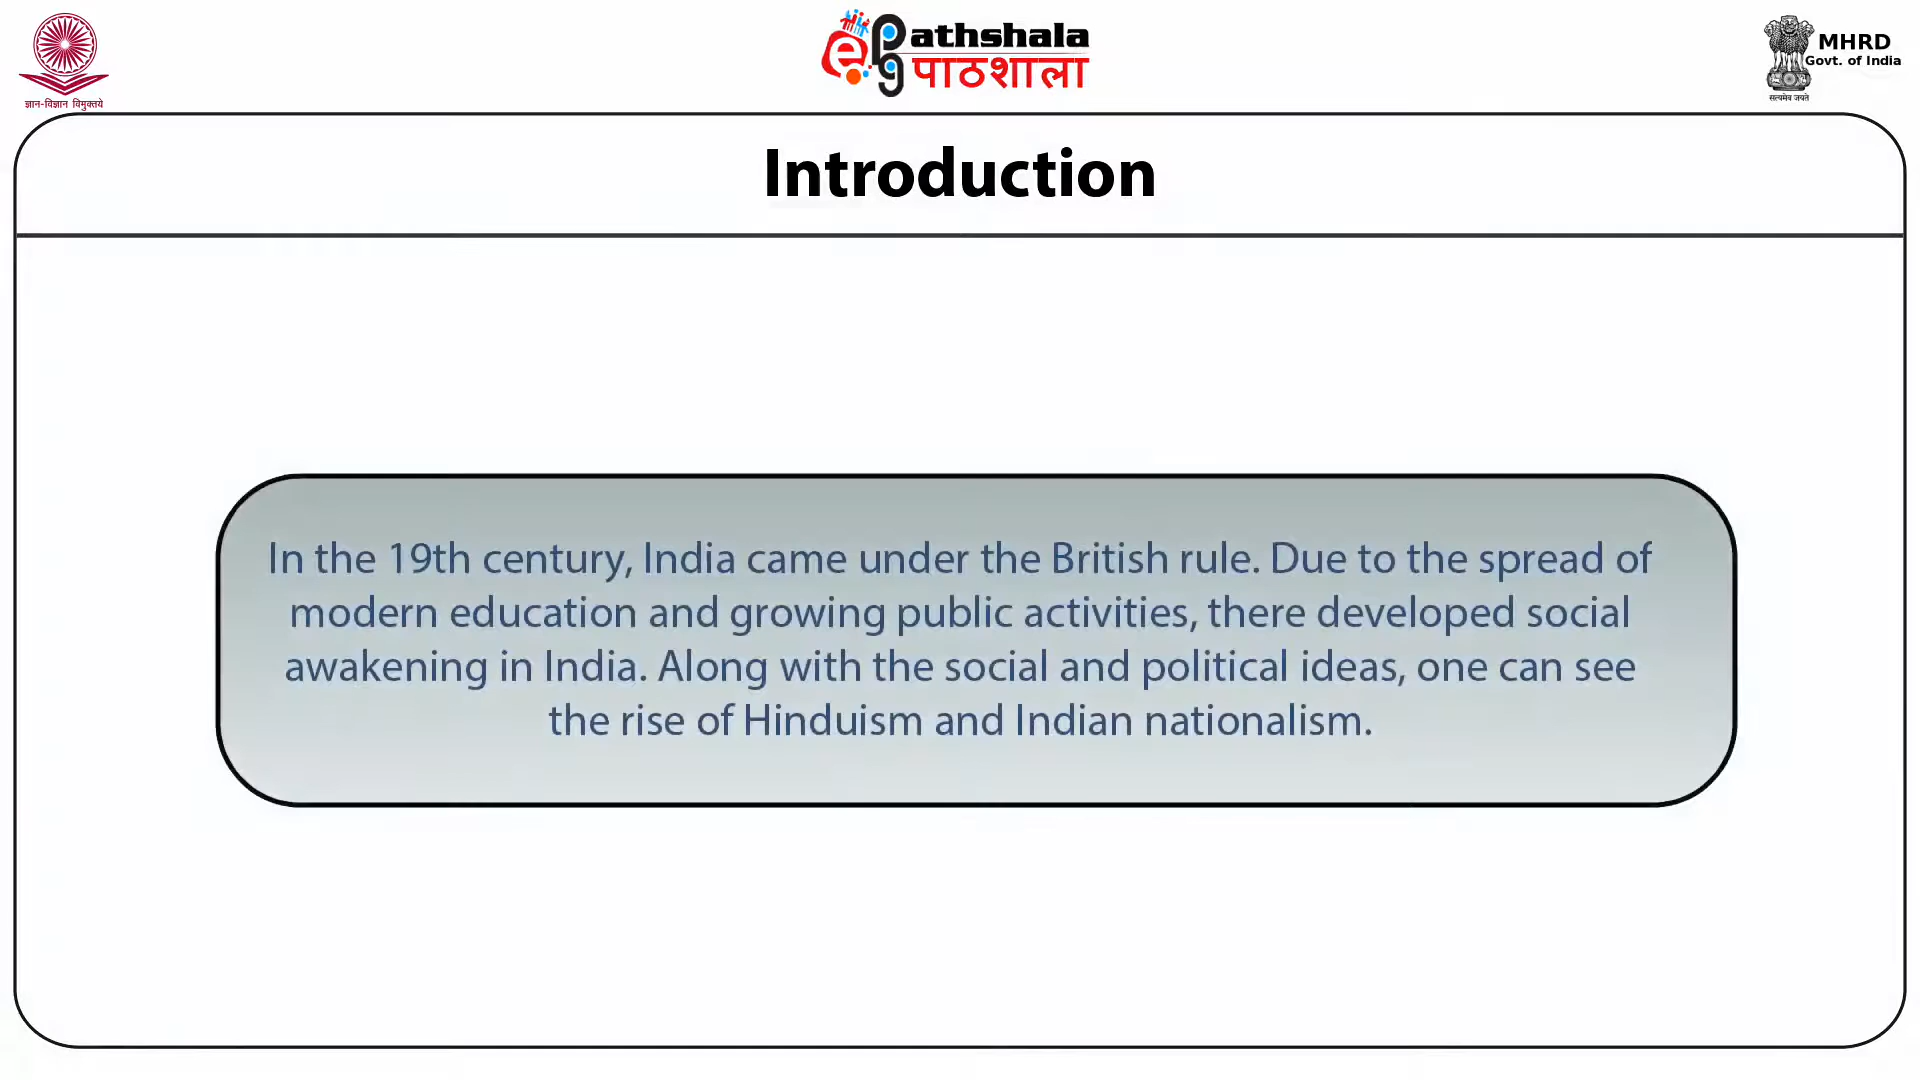 ज्ञान-विज्ञान विमुक्तये
e pg Pathshala
पाठशाला
MHRD
Govt. of India
सत्यमेव जयते
Introduction
In the 19th century, India came under the British rule. Due to the spread of
modern education and growing public activities, there developed social
awakening in India. Along with the social and political ideas, one can see
the rise of Hinduism and Indian nationalism.